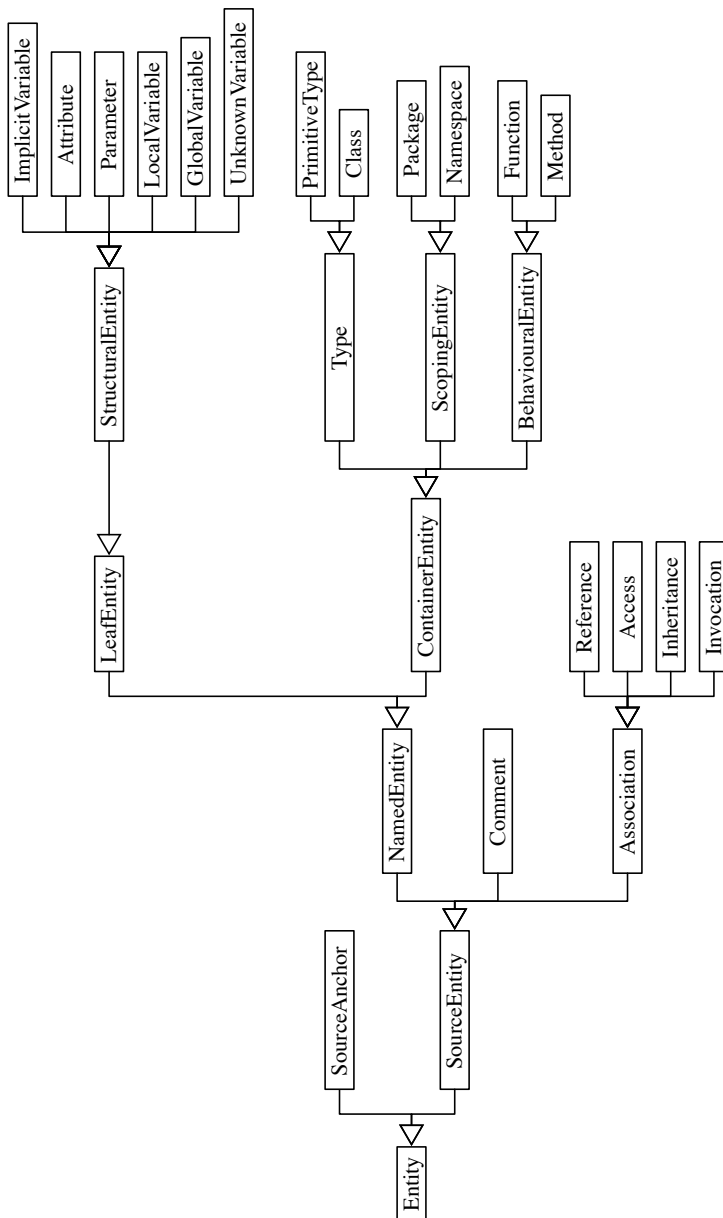 Entity
SourceAnchor
SourceEntity
NamedEntity
Comment
Association
LeafEntity
ContainerEntity
Reference
Access
Inheritance
Invocation
StructuralEntity
Type
ScopingEntity
BehaviouralEntity
ImplicitVariable
Attribute
Parameter
LocalVariable
GlobalVariable
UnknownVariable
PrimitiveType
Class
Package
Namespace
Function
Method